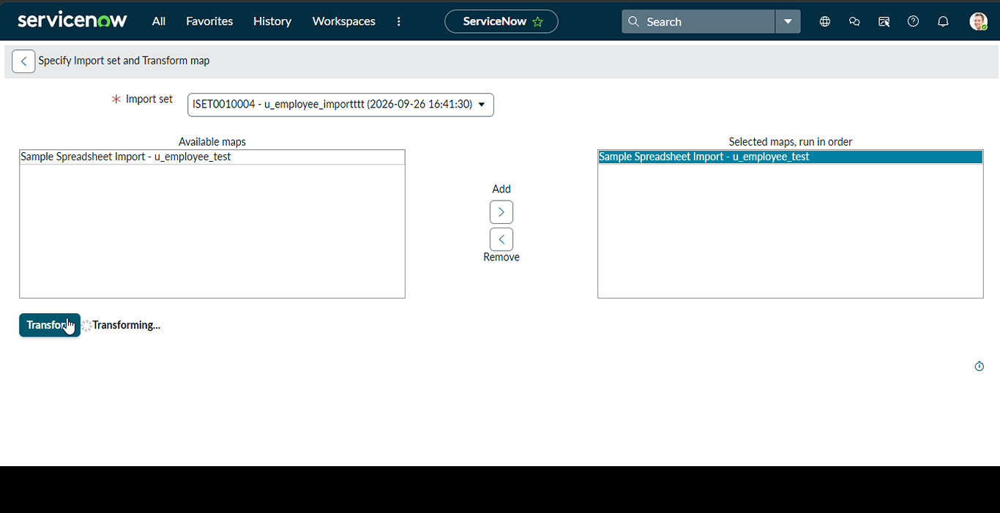 servicenow All Favorites History Workspaces ServiceNow Search
Specify Import set and Transform map
Import set ISET0010004 - u_employee_importttt (2026-09-26 16:41:30)
Available maps Selected maps, run in order
Sample Spreadsheet Import - u_employee_test Sample Spreadsheet Import - u_employee_test
Add
Remove
Transform Transforming...